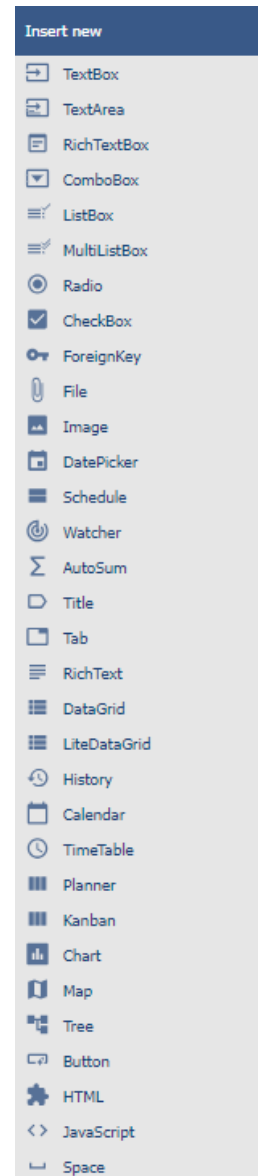 Insert new
TextBox
TextArea
RichTextBox
ComboBox
ListBox
MultiListBox
Radio
CheckBox
ForeignKey
File
Image
DatePicker
Schedule
Watcher
AutoSum
Title
Tab
RichText
DataGrid
LiteDataGrid
History
Calendar
TimeTable
Planner
Kanban
Chart
Map
Tree
Button
HTML
JavaScript
Space